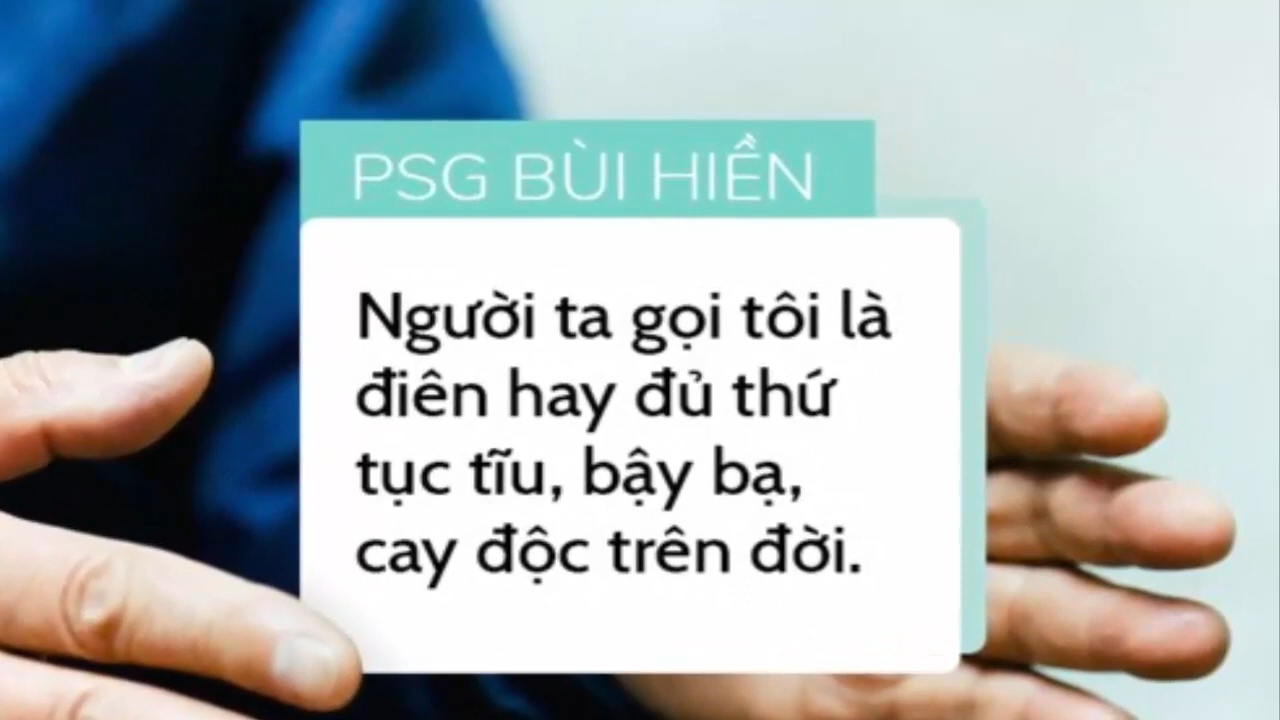 PSG BÙI HIỀN
Người ta gọi tôi là
điên hay đủ thứ
tục tĩu, bậy bạ,
cay độc trên đời.